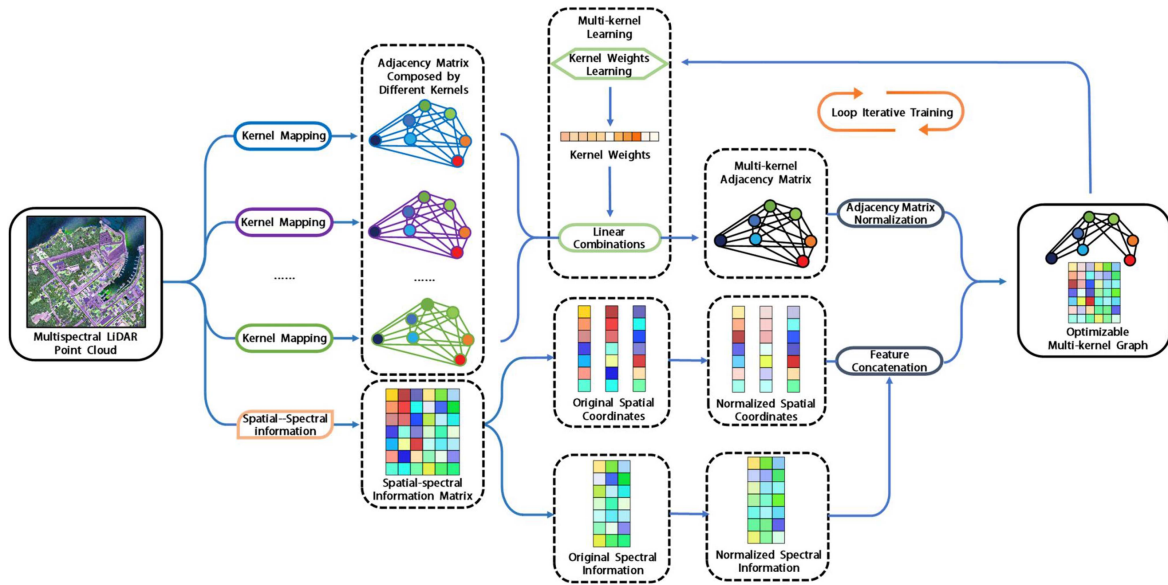 Multispectral LiDAR
Point Cloud
Kernel Mapping
Kernel Mapping
......
Kernel Mapping
Spatial--Spectral
information
Adjacency Matrix
Composed by
Different Kernels
......
Spatial-spectral
Information Matrix
Multi-kernel
Learning
Kernel Weights
Learning
Kernel Weights
Linear
Combinations
Multi-kernel
Adjacency Matrix
Original Spatial
Coordinates
Normalized Spatial
Coordinates
Original Spectral
Information
Normalized Spectral
Information
Loop Iterative Training
Adjacency Matrix
Normalization
Feature
Concatenation
Optimizable
Multi-kernel Graph